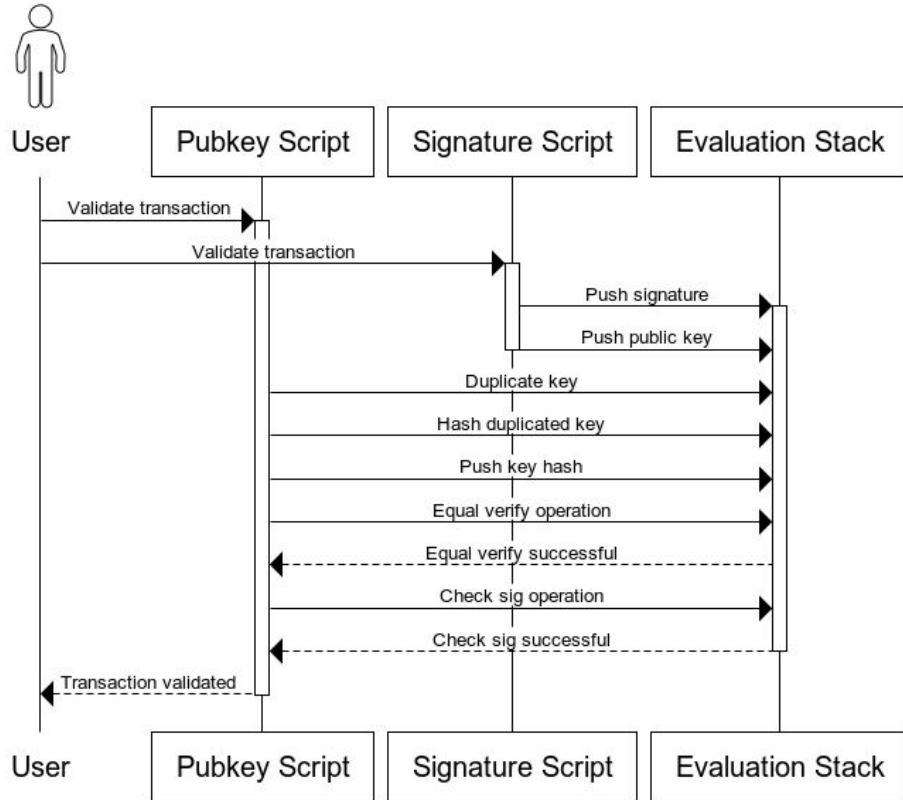 User
Pubkey Script
Signature Script
Evaluation Stack
Validate transaction
Validate transaction
Push signature
Push public key
Duplicate key
Hash duplicated key
Push key hash
Equal verify operation
Equal verify successful
Check sig operation
Check sig successful
Transaction validated
User
Pubkey Script
Signature Script
Evaluation Stack